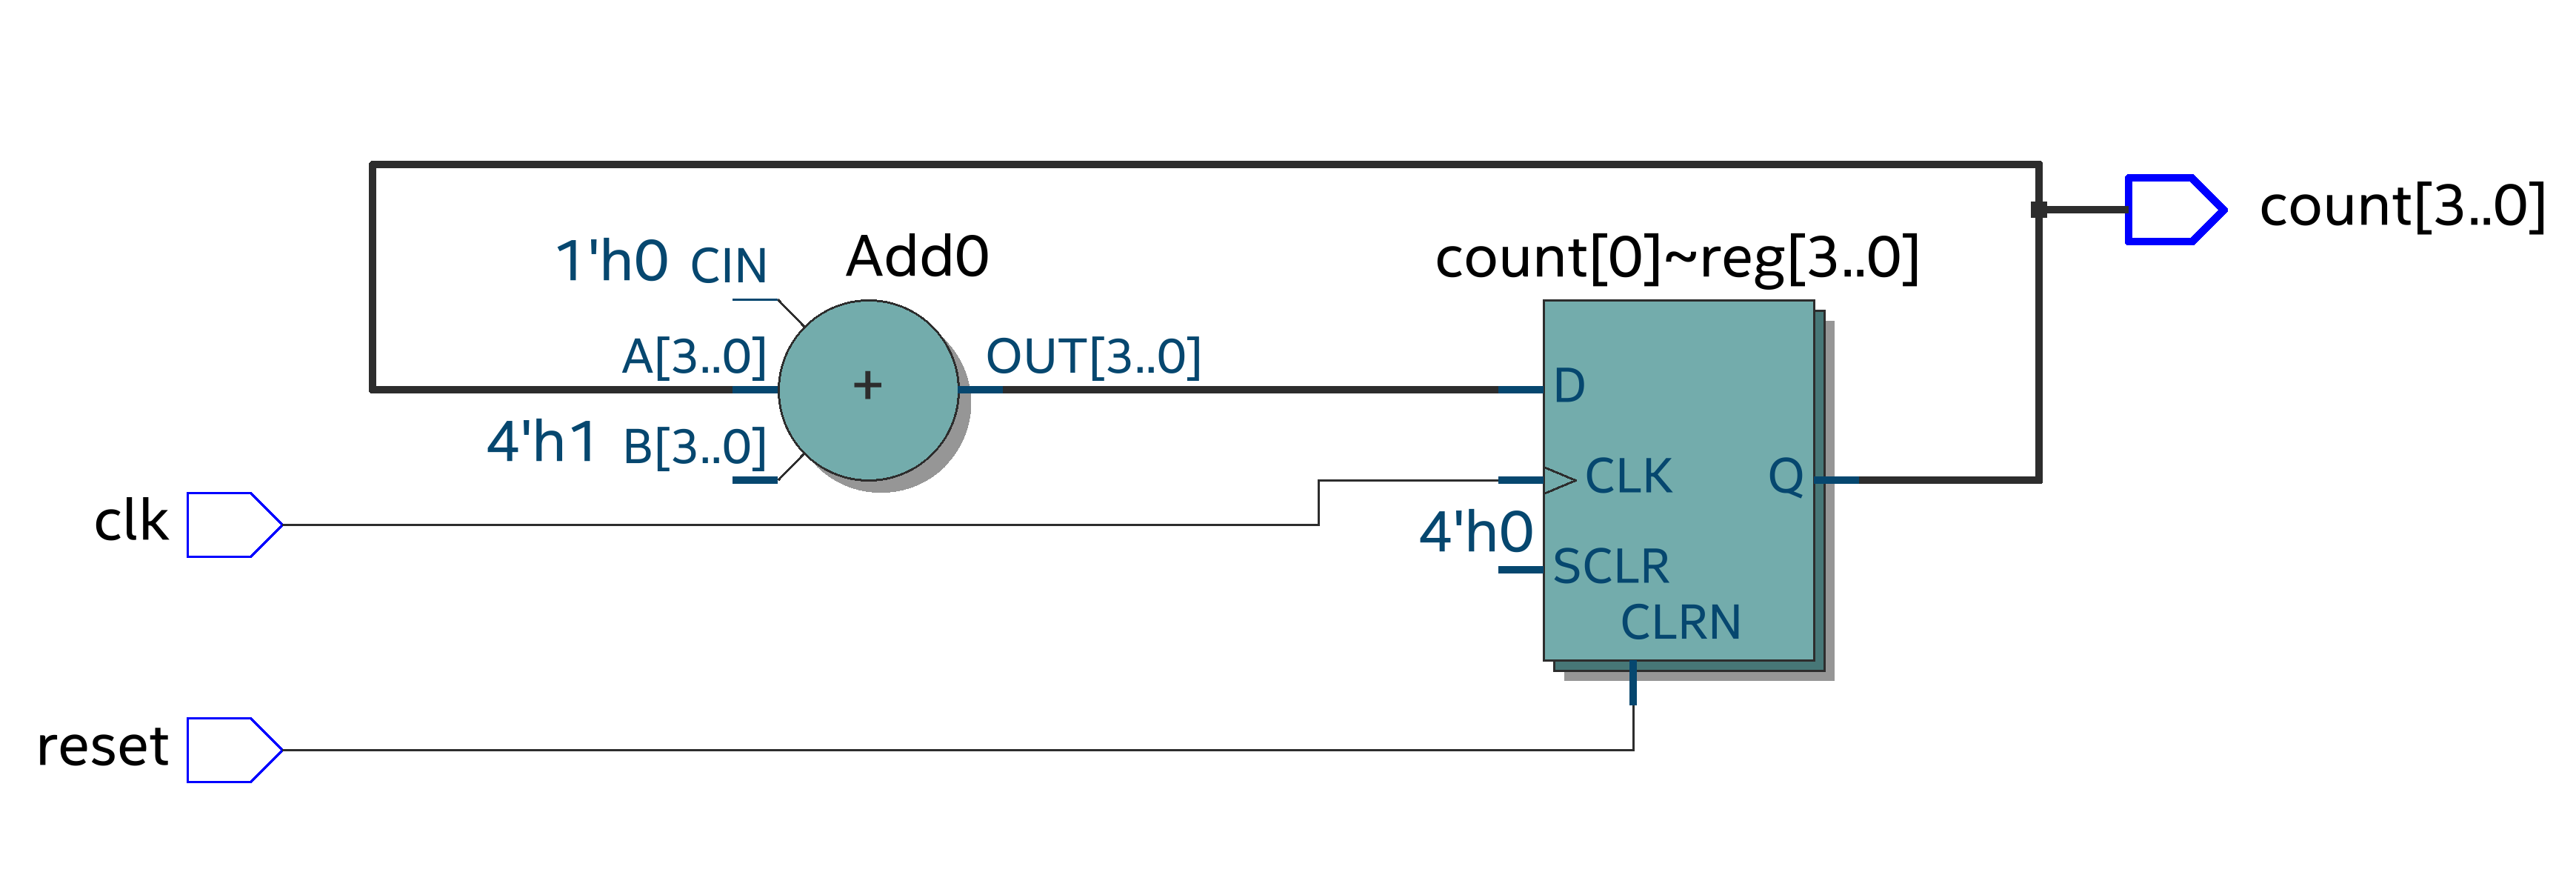 count[3..0]
1'h0 CIN
Add0
count[0]~reg[3..0]
A[3..0]
+
OUT[3..0]
D
4'h1 B[3..0]
CLK
Q
clk
4'h0
SCLR
CLRN
reset